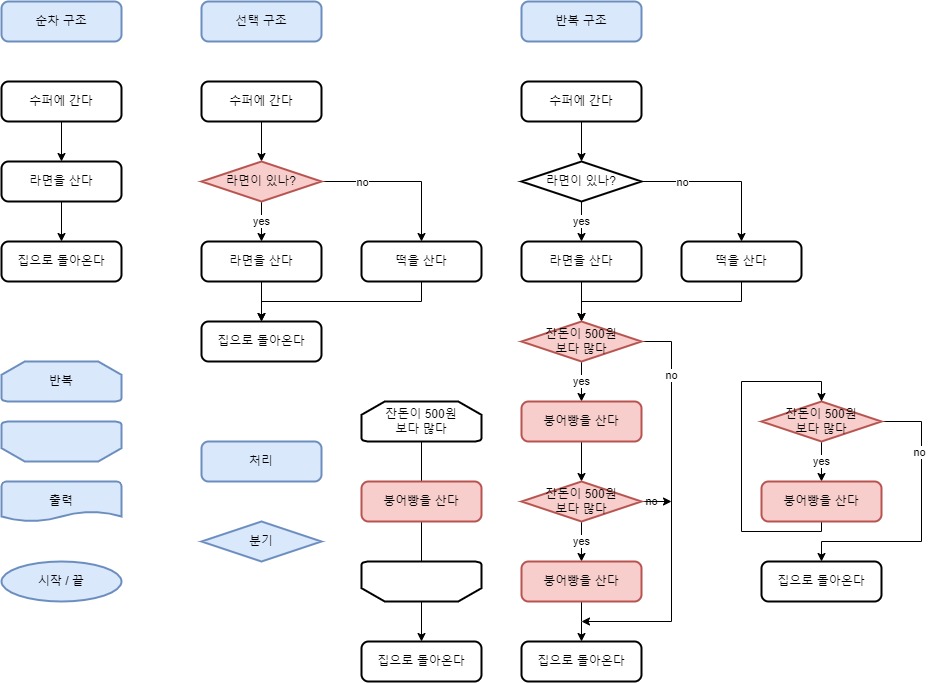 순차 구조
선택 구조
반복 구조
수퍼에 간다
수퍼에 간다
수퍼에 간다
라면을 산다
라면이 있나?
no
라면이 있나?
no
yes
yes
집으로 돌아온다
라면을 산다
떡을 산다
라면을 산다
떡을 산다
집으로 돌아온다
잔돈이 500원
보다 많다
no
yes
반복
잔돈이 500원
보다 많다
붕어빵을 산다
잔돈이 500원
보다 많다
no
yes
처리
출력
붕어빵을 산다
잔돈이 500원
보다 많다
no
붕어빵을 산다
yes
분기
시작 / 끝
붕어빵을 산다
집으로 돌아온다
집으로 돌아온다
집으로 돌아온다